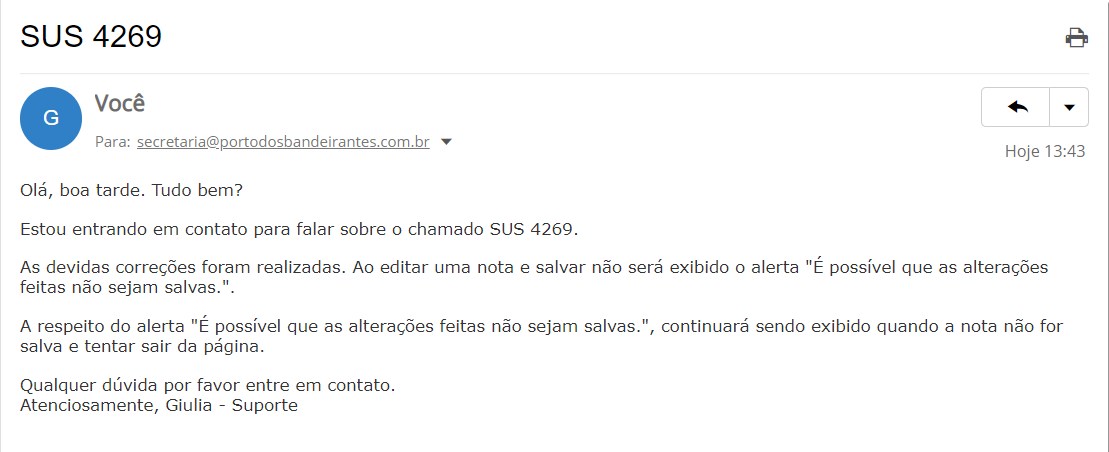 SUS 4269
G
Você
Para: secretaria@portodosbandeirantes.com.br
Hoje 13:43
Olá, boa tarde. Tudo bem?
Estou entrando em contato para falar sobre o chamado SUS 4269.
As devidas correções foram realizadas. Ao editar uma nota e salvar não será exibido o alerta "É possível que as alterações
feitas não sejam salvas.".
A respeito do alerta "É possível que as alterações feitas não sejam salvas.", continuará sendo exibido quando a nota não for
salva e tentar sair da página.
Qualquer dúvida por favor entre em contato.
Atenciosamente, Giulia - Suporte